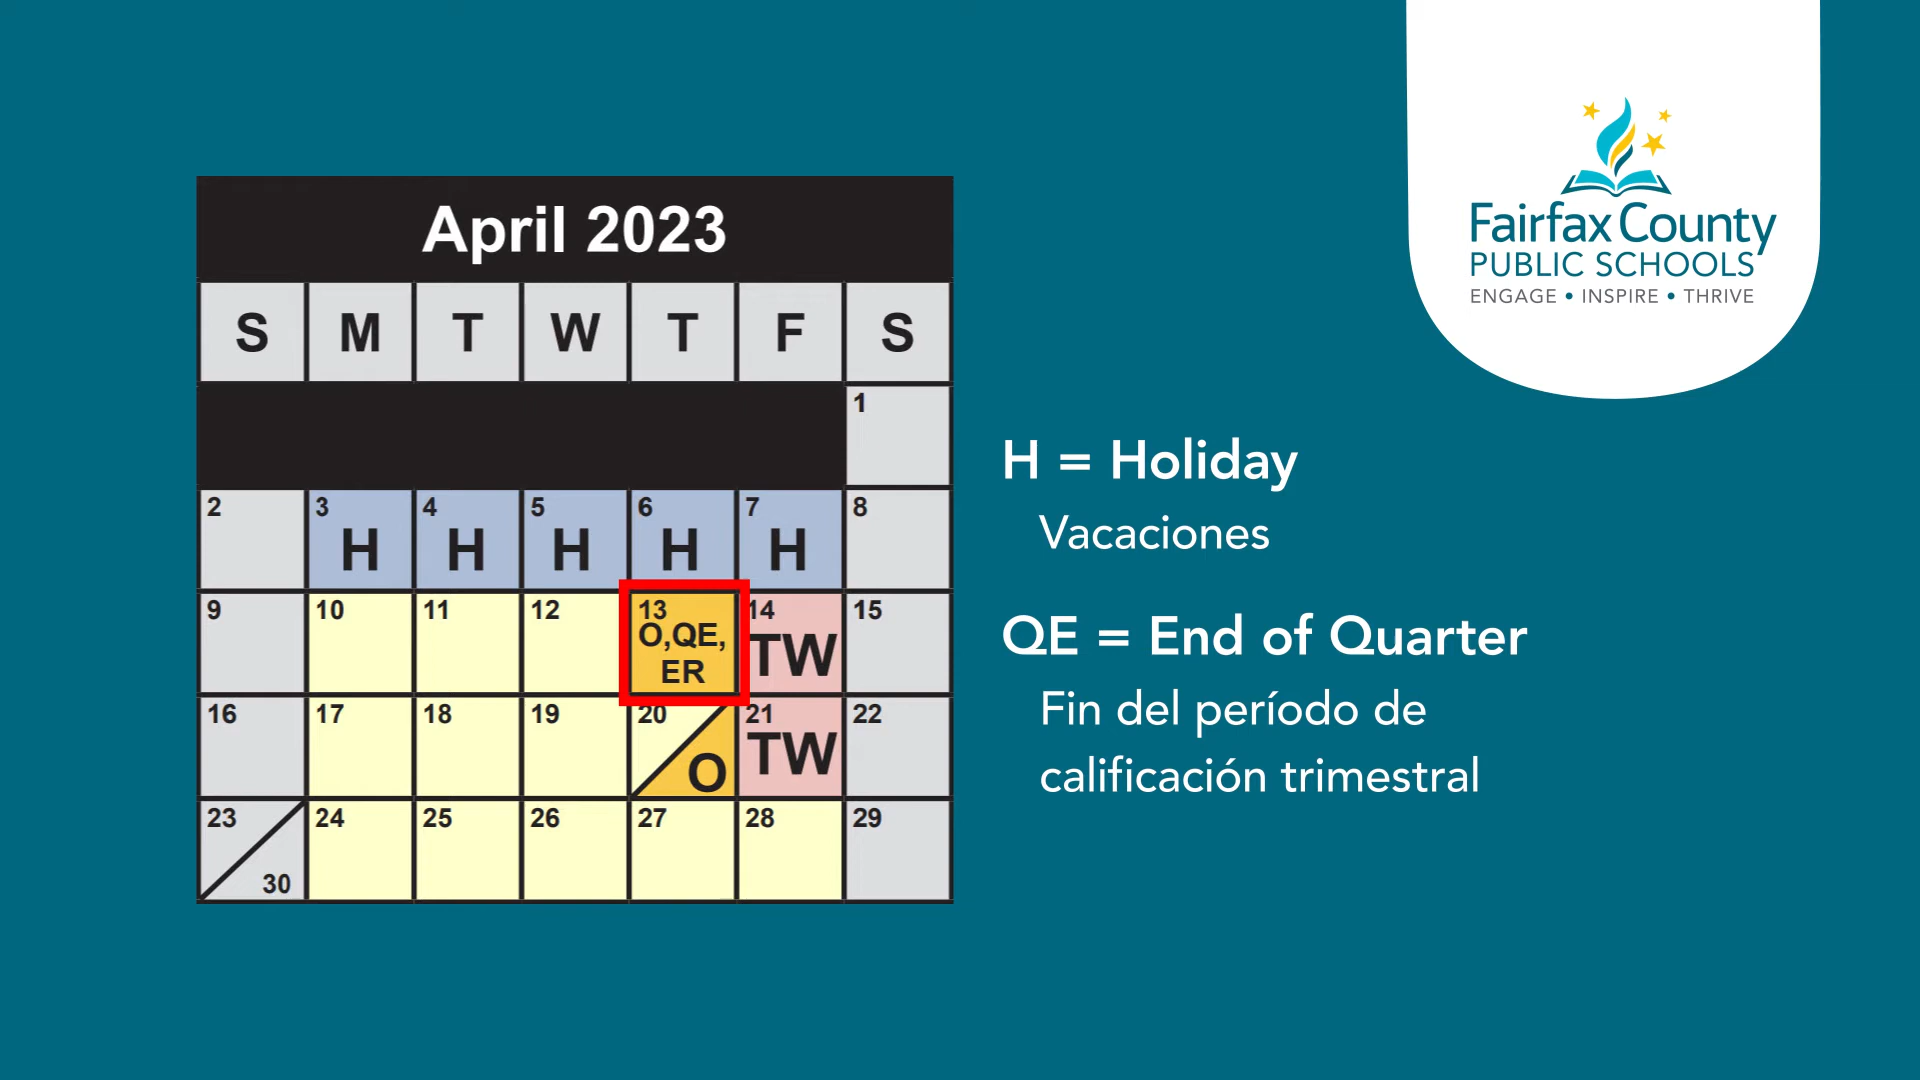 Fairfax County
PUBLIC SCHOOLS
ENGAGE • INSPIRE • THRIVE
April 2023
S M T W T F S
1
2 3 H 4 H 5 H 6 H 7 H 8
9 10 11 12 13 O,QE, ER 14 TW 15
16 17 18 19 20 O 21 TW 22
23 30 24 25 26 27 28 29
H = Holiday
Vacaciones
QE = End of Quarter
Fin del período de
calificación trimestral